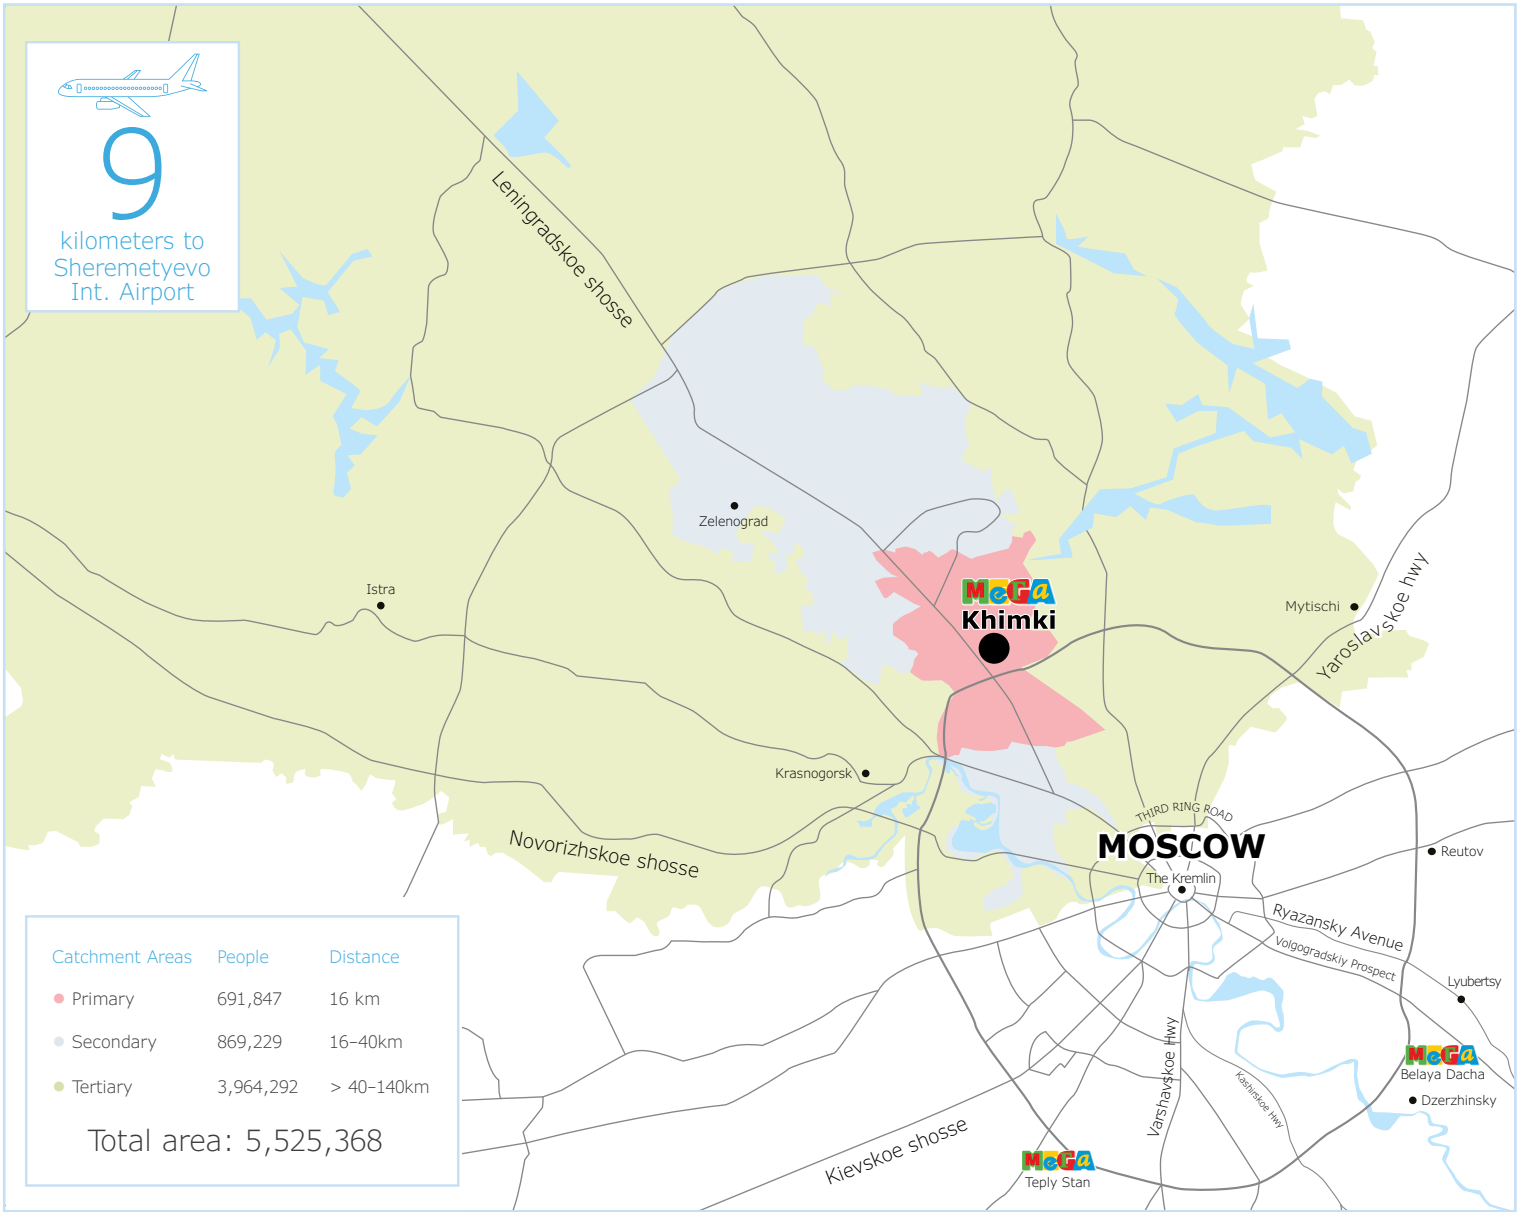 9
kilometers to
Sheremetyevo
Int. Airport
Leningradskoe shosse
Zelenograd
Istra
MEGA
Khimki
Mytischi
Yaroslavskoe hwy
Krasnogorsk
Novorizhskoe shosse
THIRD RING ROAD
MOSCOW
The Kremlin
Reutov
Ryazansky Avenue
Volgogradskiy Prospect
Lyubertsy
MEGA
Belaya Dacha
Dzerzhinsky
Varshavskoe Hwy
Kashirskoe Hwy
Kievskoe shosse
MEGA
Teply Stan
Catchment Areas People Distance
Primary 691,847 16 km
Secondary 869,229 16–40km
Tertiary 3,964,292 > 40–140km
Total area: 5,525,368